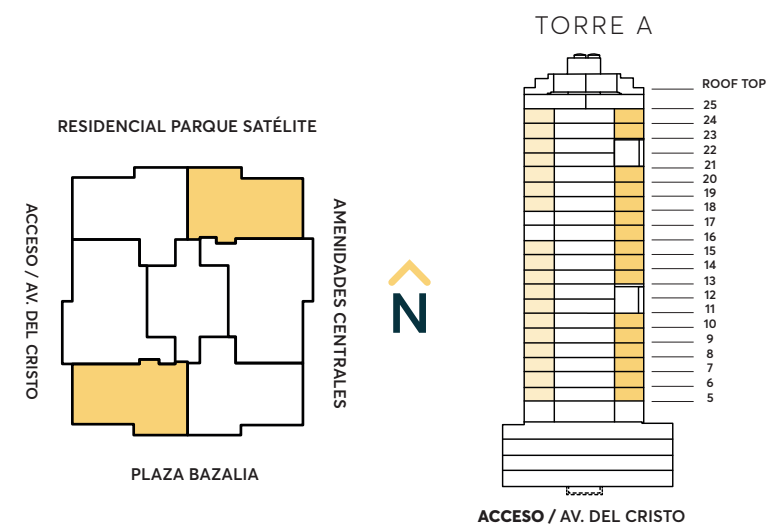 TORRE A
RESIDENCIAL PARQUE SATÉLITE
ACCESO / AV. DEL CRISTO
AMENIDADES CENTRALES
PLAZA BAZALIA
N
ROOF TOP
25
24
23
22
21
20
19
18
17
16
15
14
13
12
11
10
9
8
7
6
5
ACCESO / AV. DEL CRISTO